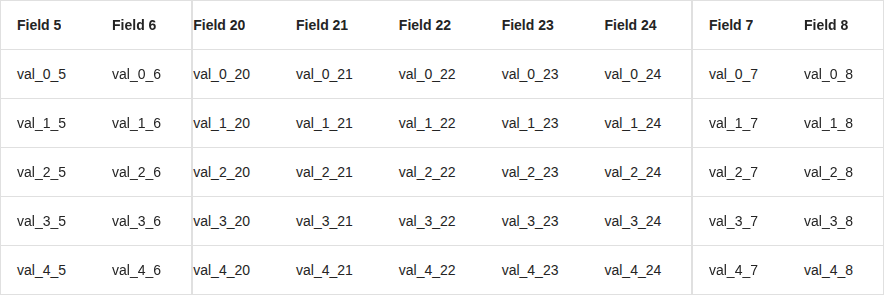 Field 5 Field 6 Field 20 Field 21 Field 22 Field 23 Field 24 Field 7 Field 8
val_0_5 val_0_6 val_0_20 val_0_21 val_0_22 val_0_23 val_0_24 val_0_7 val_0_8
val_1_5 val_1_6 val_1_20 val_1_21 val_1_22 val_1_23 val_1_24 val_1_7 val_1_8
val_2_5 val_2_6 val_2_20 val_2_21 val_2_22 val_2_23 val_2_24 val_2_7 val_2_8
val_3_5 val_3_6 val_3_20 val_3_21 val_3_22 val_3_23 val_3_24 val_3_7 val_3_8
val_4_5 val_4_6 val_4_20 val_4_21 val_4_22 val_4_23 val_4_24 val_4_7 val_4_8